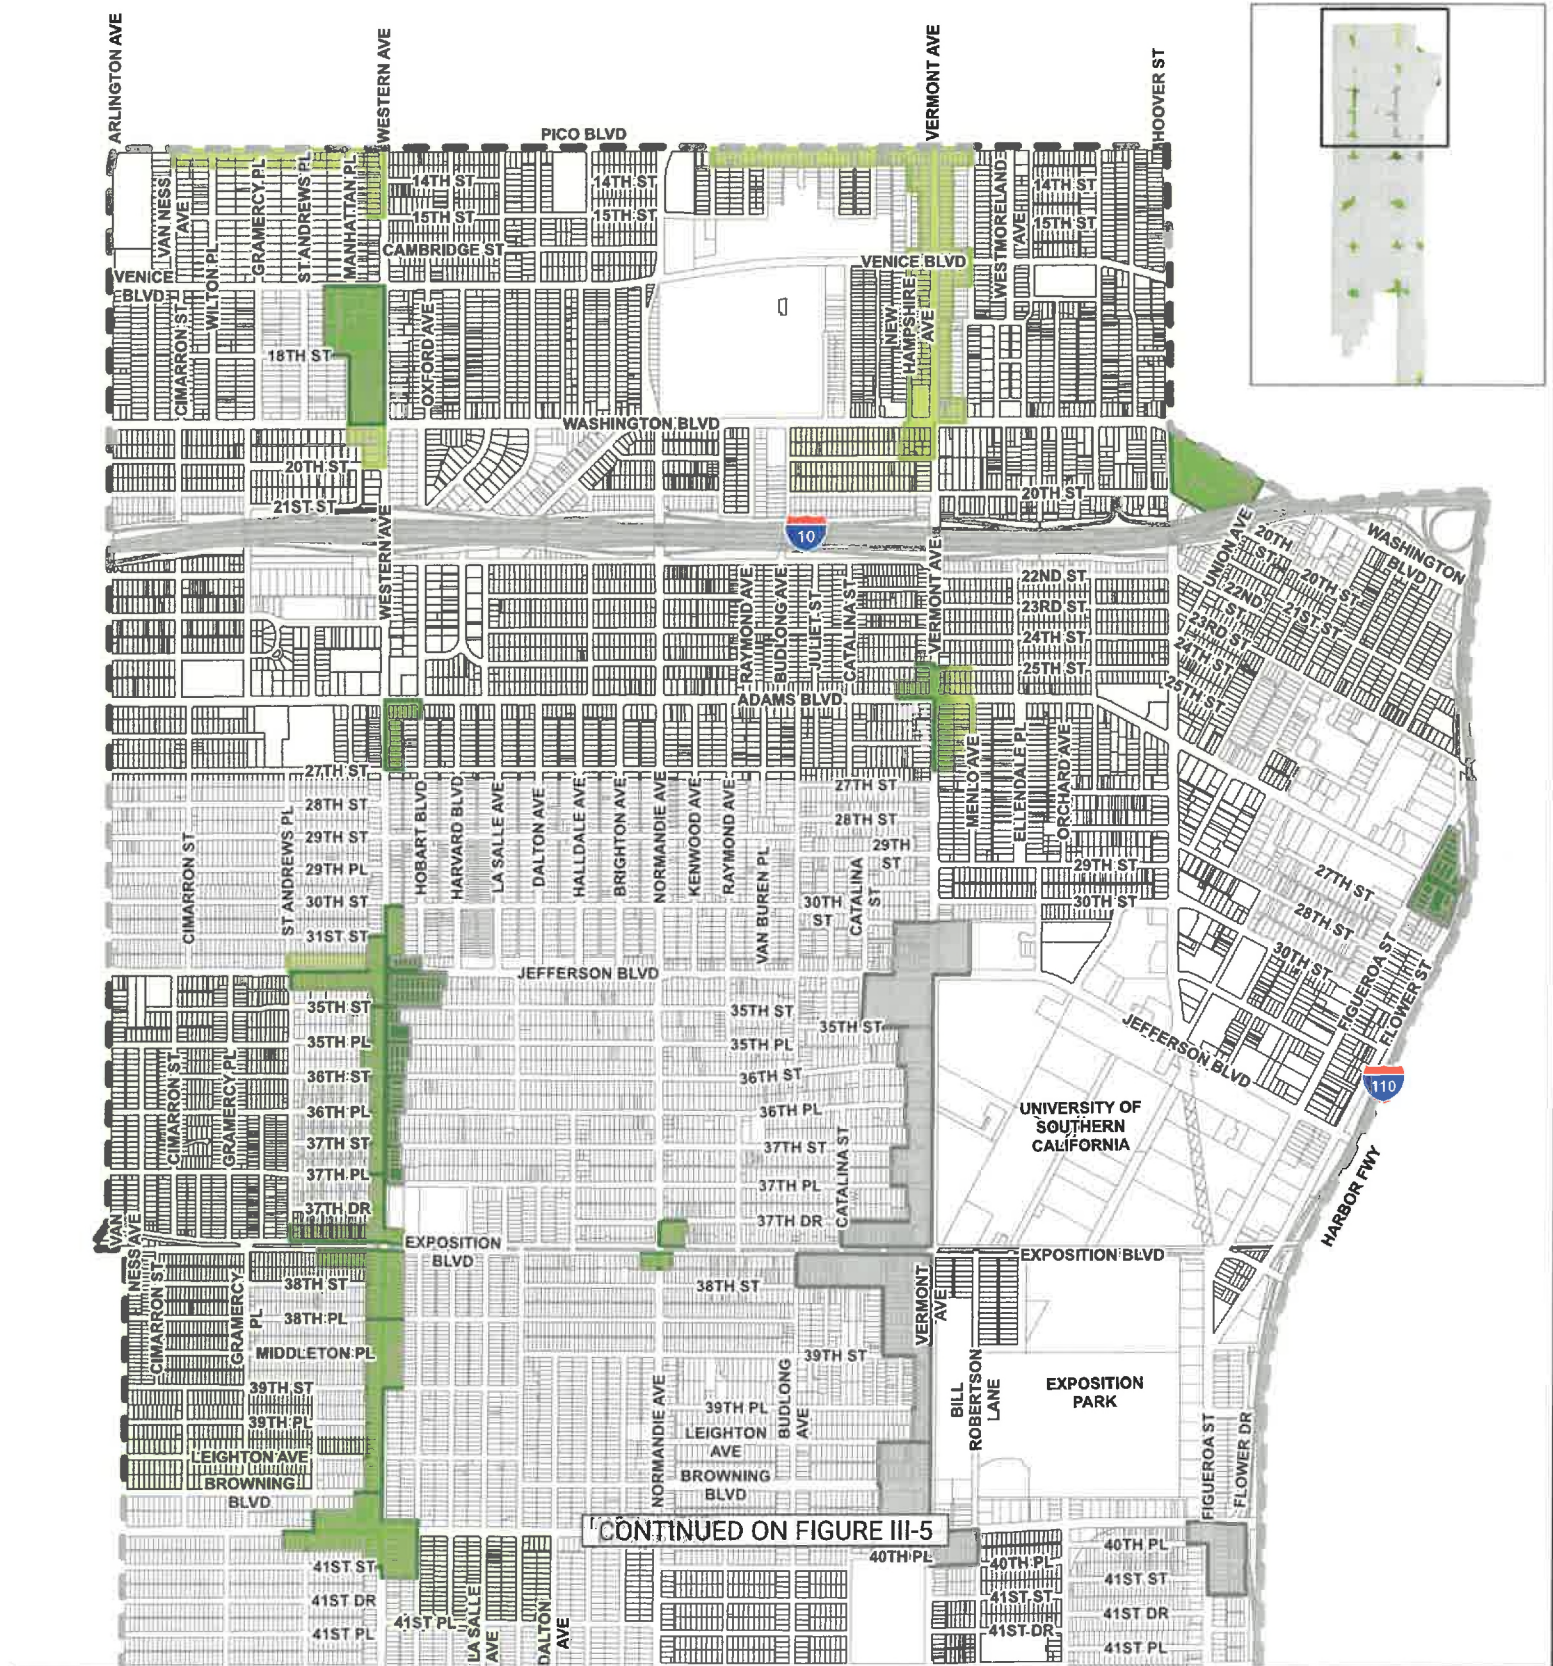 ARLINGTON AVE
WESTERN AVE
VERMONT AVE
HOOVER ST
PICO BLVD
VAN NESS
AVE
WILTON PL
GRAMERCY PL
ST ANDREWS PL
MANHATTAN PL
14TH ST
14TH ST
15TH ST
15TH ST
CAMBRIDGE ST
WESTMORELAND
AVE
14TH ST
15TH ST
VENICE
BLVD
VENICE BLVD
CIMARRON ST
18TH ST
OXFORD AVE
NEW
HAMPSHIRE
AVE
WASHINGTON BLVD
20TH ST
21ST ST
20TH ST
10
WESTERN AVE
VERMONT AVE
UNION AVE
20TH
ST
WASHINGTON
BLVD
22ND ST
23RD ST
24TH ST
25TH ST
20TH ST
21ST ST
22ND
ST
23RD ST
24TH ST
25TH ST
RAYMOND AVE
BUDLONG AVE
JULIET ST
CATALINA ST
ADAMS BLVD
MENLO AVE
ELLENDALE PL
ORCHARD AVE
27TH ST
28TH ST
29TH ST
29TH PL
30TH ST
31ST ST
CIMARRON ST
ST ANDREWS PL
HOBART BLVD
HARVARD BLVD
LA SALLE AVE
DALTON AVE
HALLDALE AVE
BRIGHTON AVE
NORMANDIE AVE
KENWOOD AVE
RAYMOND AVE
VAN BUREN PL
27TH ST
28TH ST
29TH
ST
30TH
ST
CATALINA
ST
29TH ST
30TH ST
27TH ST
28TH ST
30TH ST
FIGUEROA ST
FLOWER ST
JEFFERSON BLVD
35TH ST
35TH PL
36TH ST
36TH PL
37TH ST
37TH PL
37TH DR
CIMARRON ST
GRAMERCY PL
35TH ST
35TH ST
35TH PL
36TH ST
36TH PL
37TH ST
37TH PL
37TH DR
CATALINA ST
JEFFERSON BLVD
110
UNIVERSITY OF
SOUTHERN
CALIFORNIA
HARBOR FWY
VAN
NESS AVE
EXPOSITION
BLVD
EXPOSITION BLVD
CIMARRON ST
GRAMERCY
PL
38TH ST
38TH PL
MIDDLETON PL
39TH ST
39TH PL
LEIGHTON AVE
BROWNING
BLVD
38TH ST
39TH ST
VERMONT
AVE
NORMANDIE AVE
BUDLONG
AVE
39TH PL
LEIGHTON
AVE
BROWNING
BLVD
BILL
ROBERTSON
LANE
EXPOSITION
PARK
FIGUEROA ST
FLOWER DR
CONTINUED ON FIGURE III-5
41ST ST
41ST DR
41ST PL
41ST PL
LA SALLE
AVE
DALTON
AVE
40TH PL
40TH PL
41ST ST
41ST DR
40TH PL
41ST ST
41ST DR
41ST PL